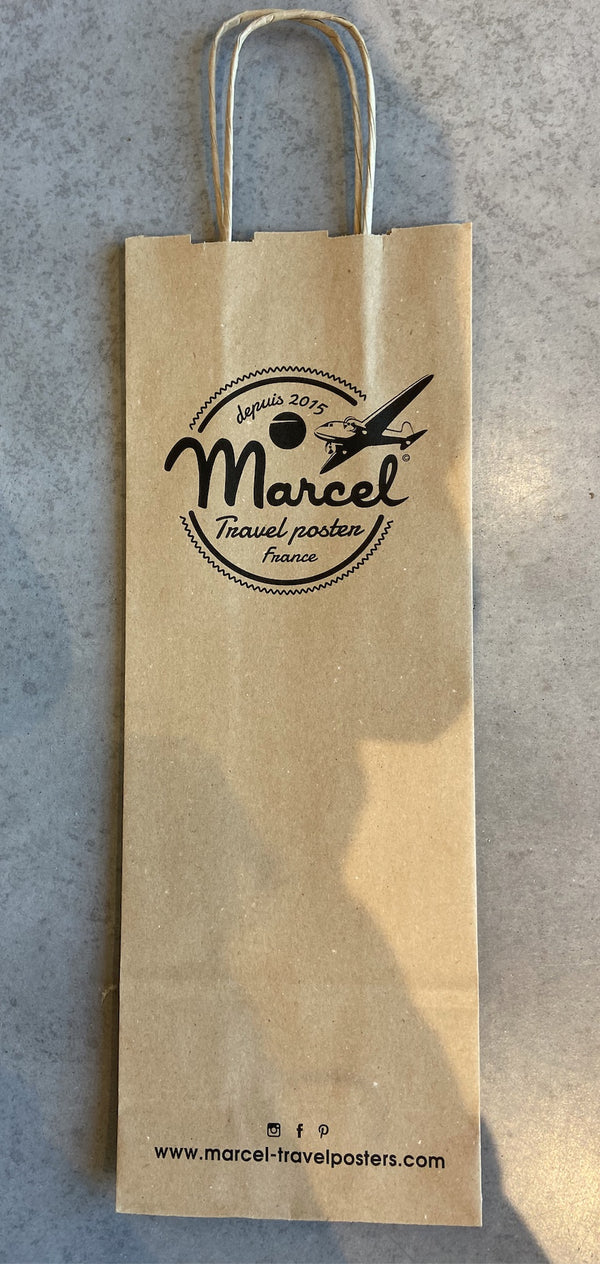 depuis 2015
Marcel©
Travel poster
France
www.marcel-travelposters.com